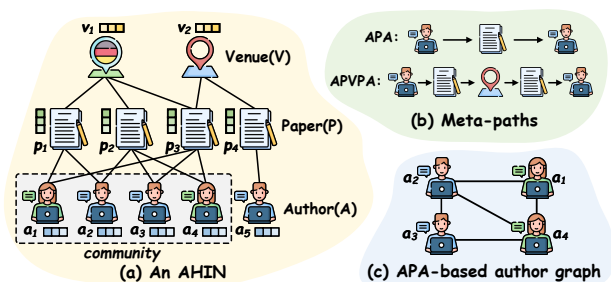 v1 v2
Venue(V)
p1 p2 p3 p4
Paper(P)
a1 a2 a3 a4 a5
Author(A)
community
(a) An AHIN
APA:
APVPA:
(b) Meta-paths
a2 a1
a3 a4
(c) APA-based author graph